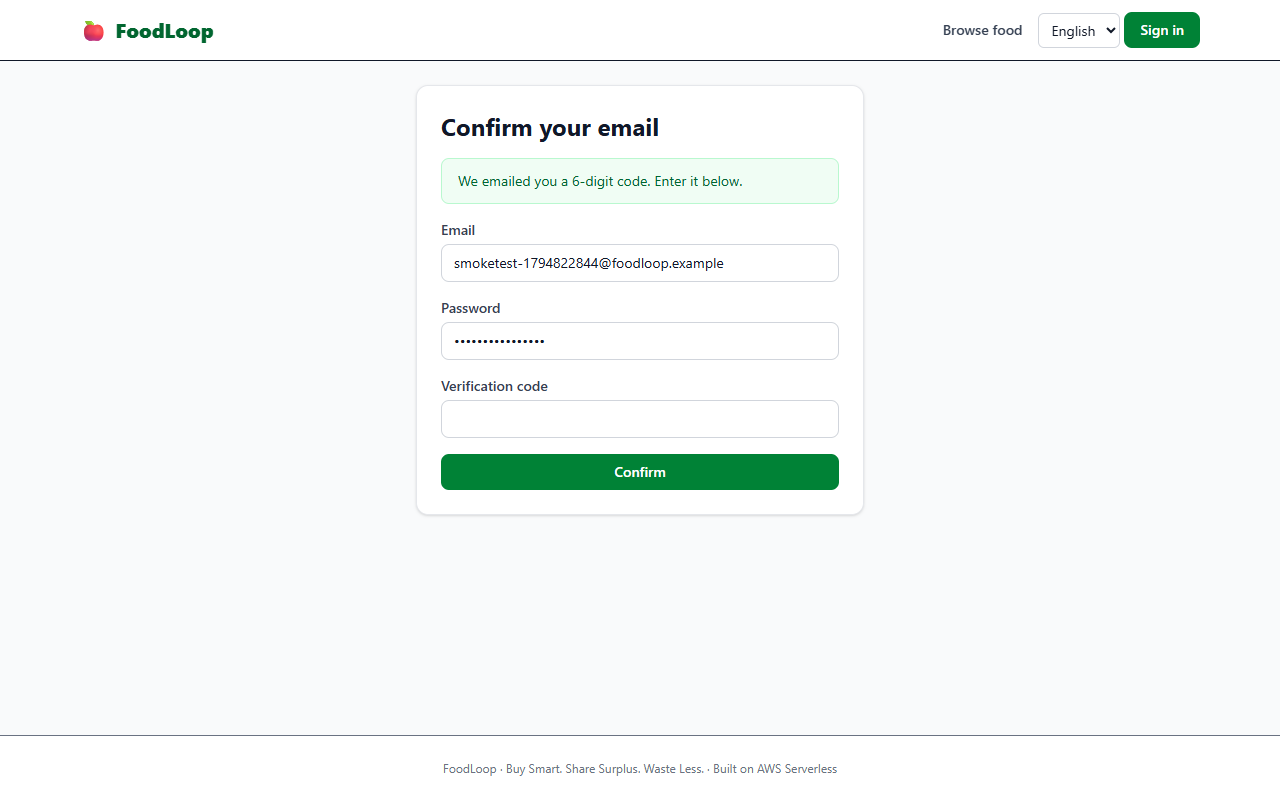 FoodLoop
Browse food
English
Sign in
Confirm your email
We emailed you a 6-digit code. Enter it below.
Email
smoketest-1794822844@foodloop.example
Password
••••••••••••••••
Verification code
Confirm
FoodLoop · Buy Smart. Share Surplus. Waste Less. · Built on AWS Serverless